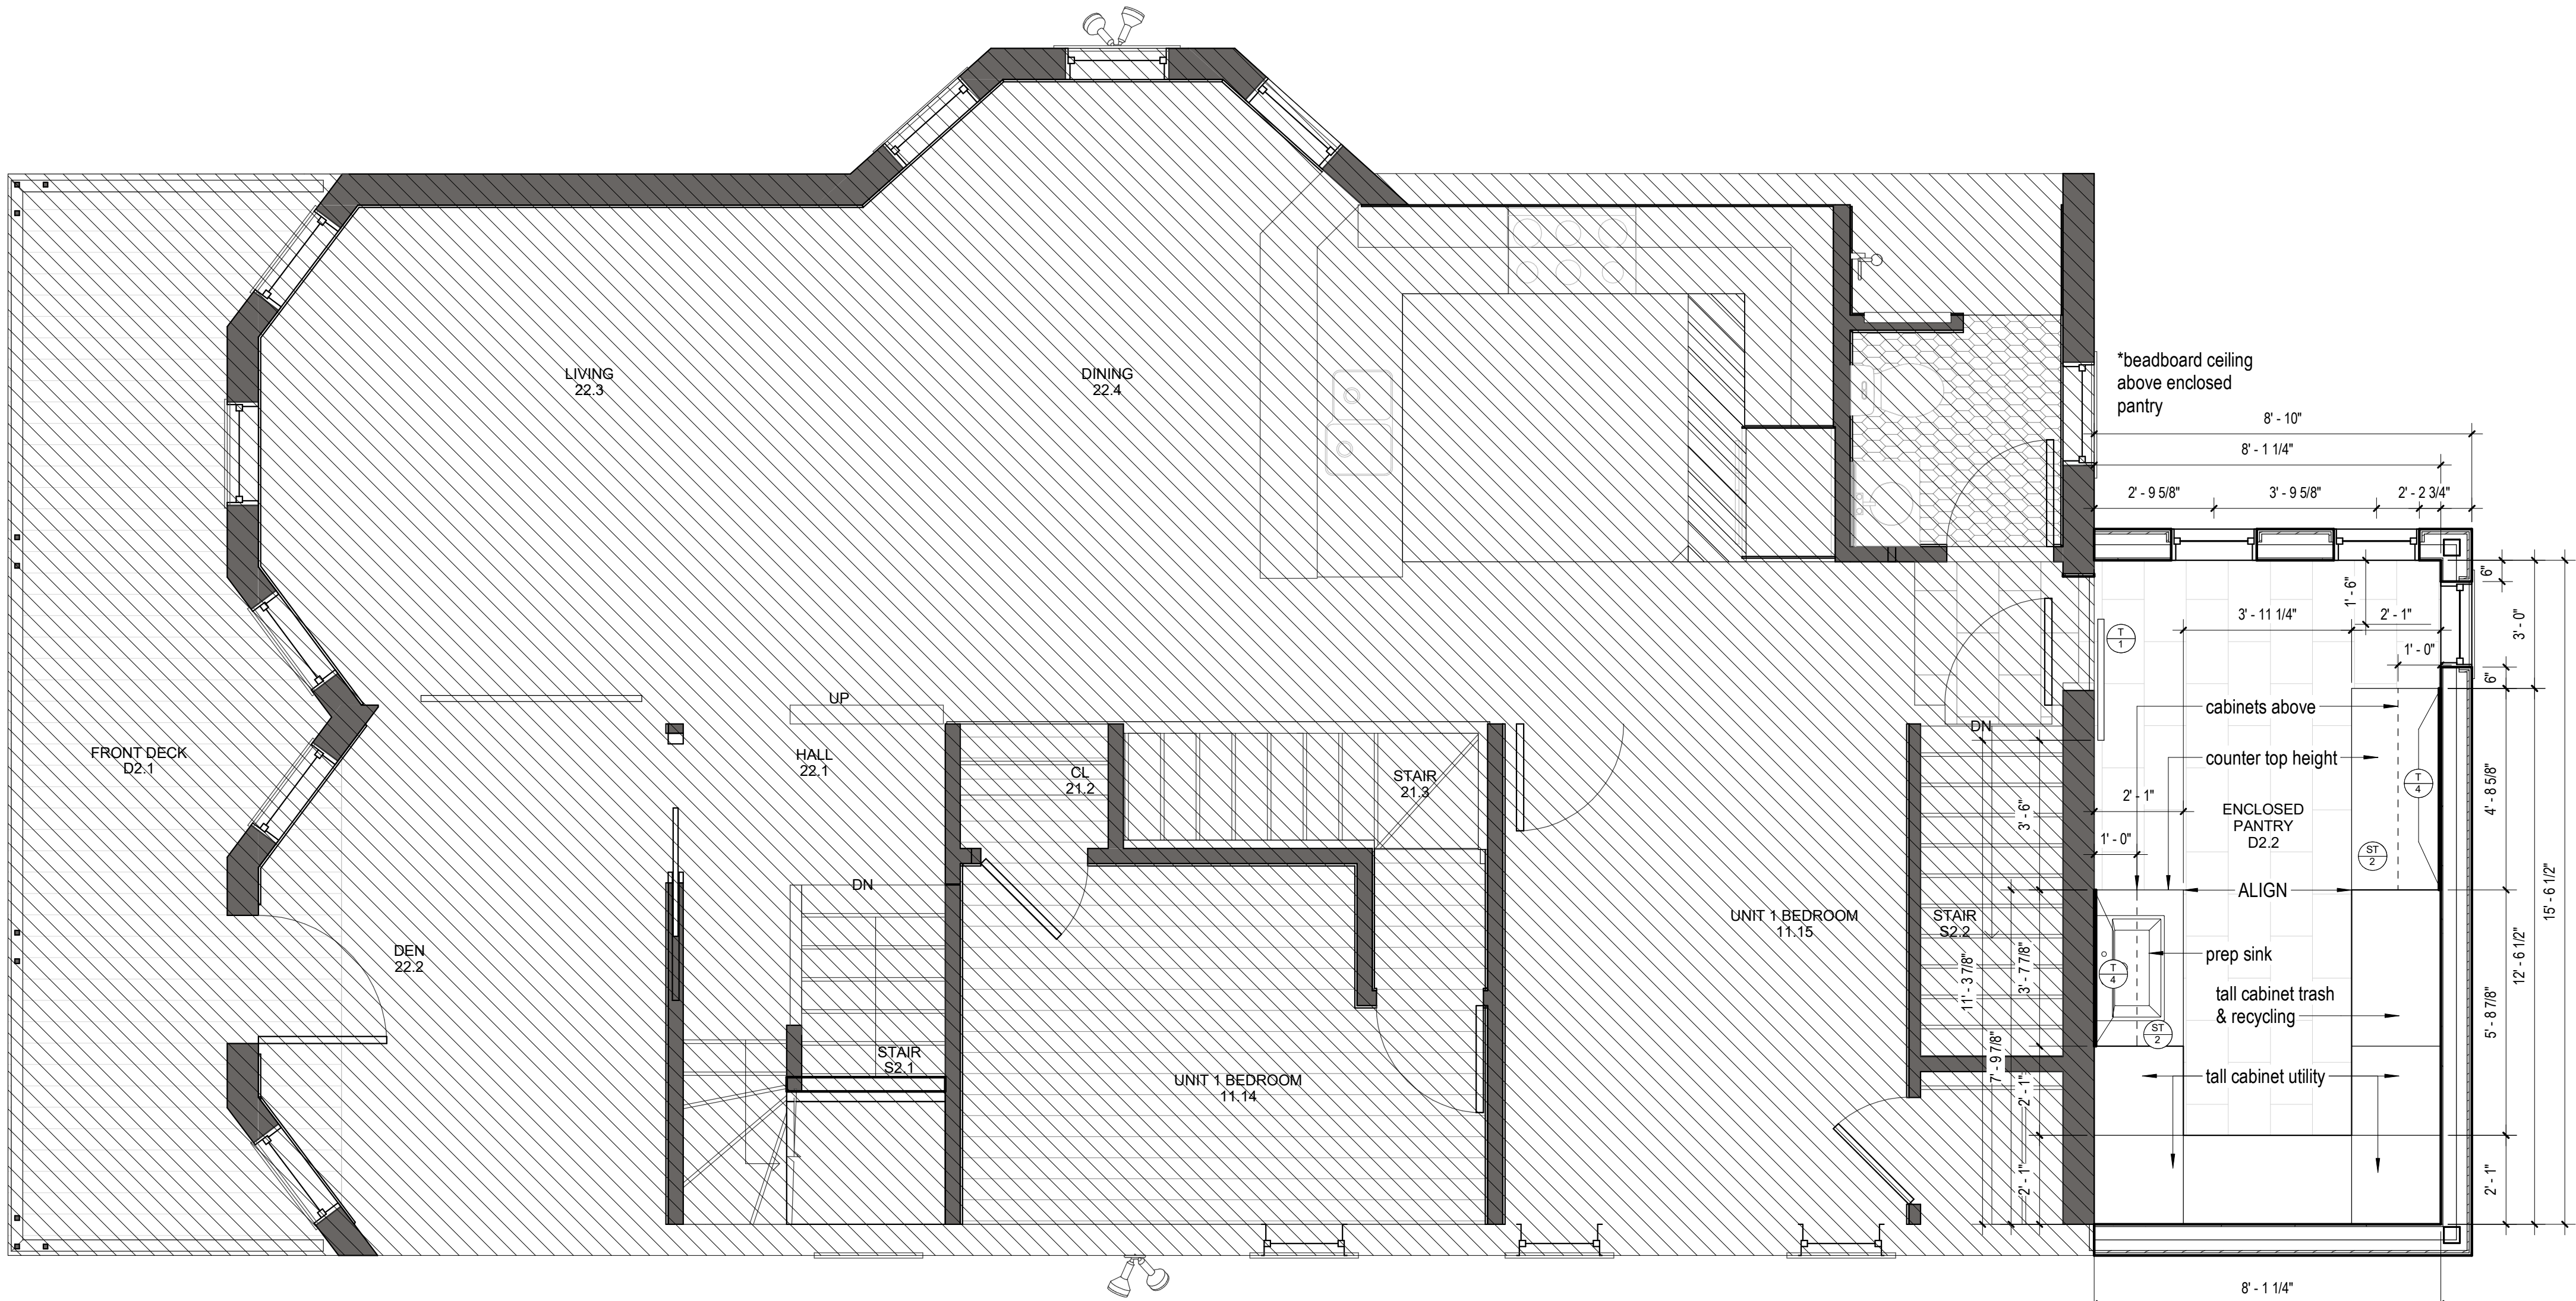 *beadboard ceiling
above enclosed
pantry
8' - 10"
8' - 1 1/4"
2' - 9 5/8"
3' - 9 5/8"
2' - 2 3/4"
LIVING
22.3
DINING
22.4
6"
1' - 6"
3' - 11 1/4"
2' - 1"
3' - 0"
T
1
1' - 0"
6"
UP
cabinets above
FRONT DECK
D2.1
HALL
22.1
CL
21.2
STAIR
21.3
DN
counter top height
T
4
4' - 8 5/8"
2' - 1"
3' - 6"
ENCLOSED
PANTRY
D2.2
1' - 0"
ST
2
DN
ALIGN
15' - 6 1/2"
DEN
22.2
UNIT 1 BEDROOM
11.15
STAIR
S2.2
prep sink
T
4
11' - 3 7/8"
3' - 7 7/8"
12' - 6 1/2"
tall cabinet trash
& recycling
5' - 8 7/8"
ST
2
STAIR
S2.1
7' - 9 7/8"
UNIT 1 BEDROOM
11.14
tall cabinet utility
2' - 1"
2' - 1"
2' - 1"
8' - 1 1/4"